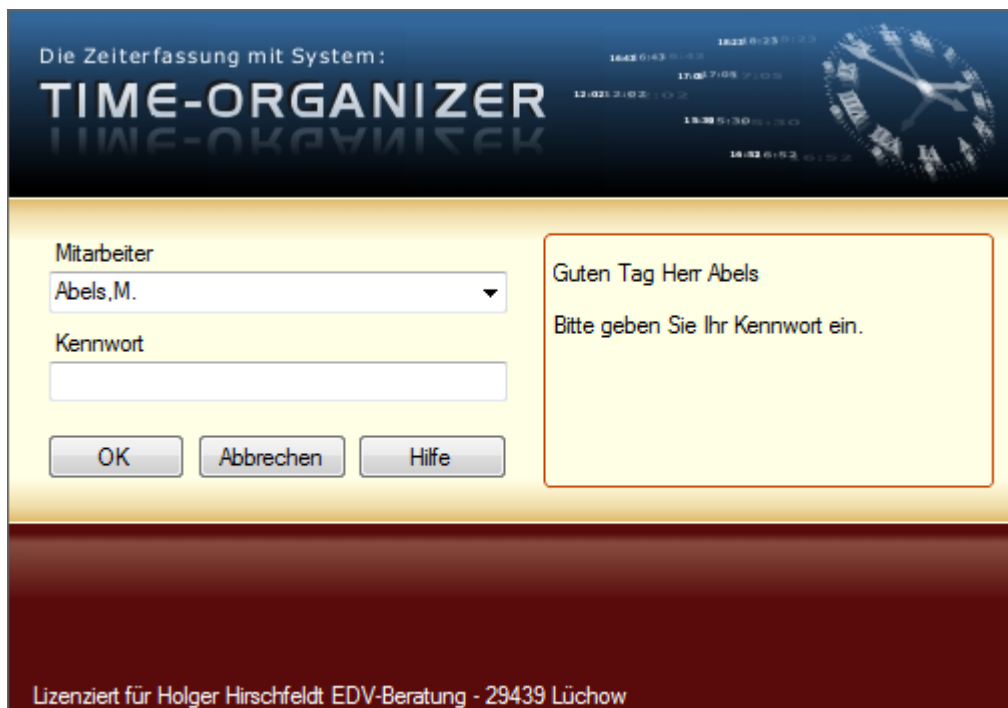 Die Zeiterfassung mit System:
TIME-ORGANIZER
Mitarbeiter
Abels,M.
Kennwort
OK
Abbrechen
Hilfe
Guten Tag Herr Abels
Bitte geben Sie Ihr Kennwort ein.
Lizenziert für Holger Hirschfeldt EDV-Beratung - 29439 Lüchow